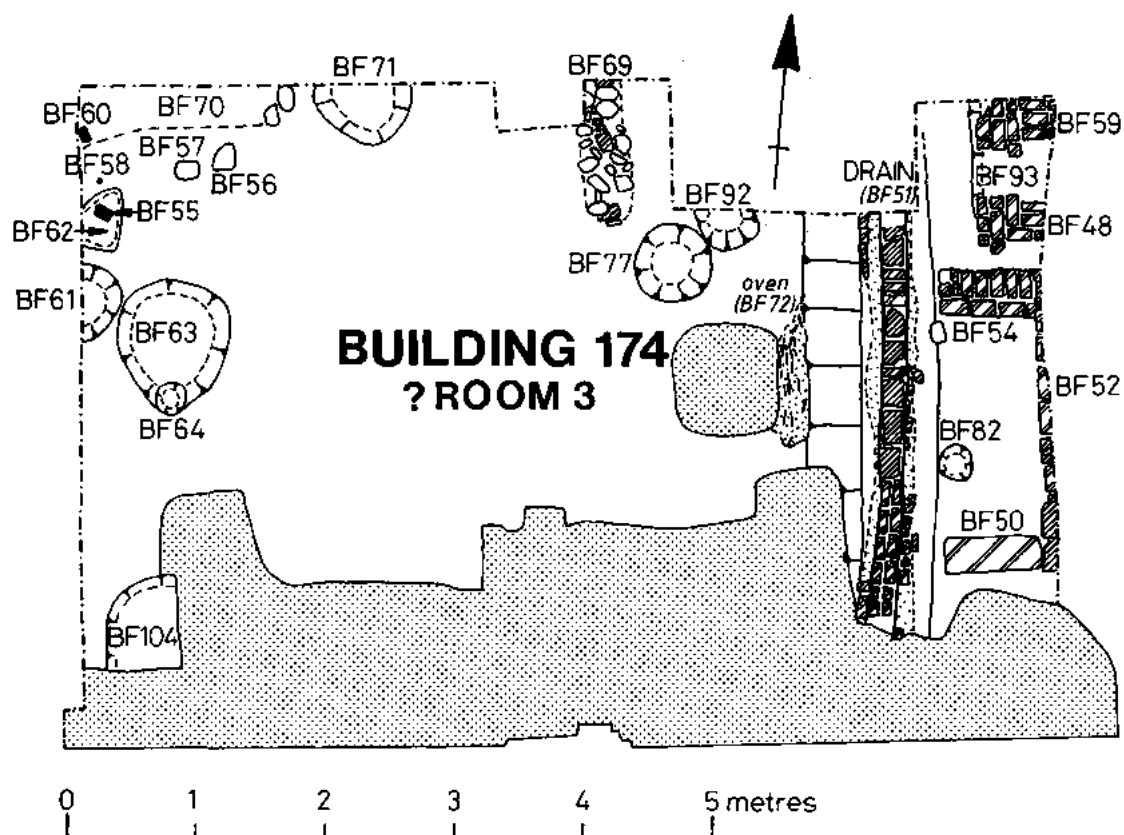 BF71
BF69
BF60
BF70
BF59
BF57
BF58
BF56
DRAIN
(BF51)
BF93
BF55
BF92
BF62
BF48
BF77
BF61
oven
(BF72)
BF63
BF54
BUILDING 174
? ROOM 3
BF52
BF64
BF82
BF50
BF104
0 1 2 3 4 5 metres